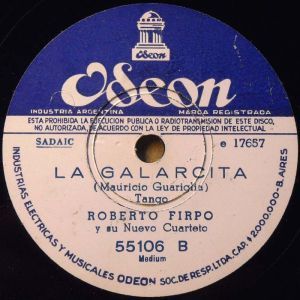 Odeon
Odeon
INDUSTRIA ARGENTINA
MARCA REGISTRADA
ESTA PROHIBIDA LA EJECUCION PUBLICA O RADIOTRANSMISION DE ESTE DISCO,
NO AUTORIZADA, DE ACUERDO CON LA LEY DE PROPIEDAD INTELECTUAL
SADAIC
e 17657
LA GALARCITA
(Mauricio Guariglia)
Tango
ROBERTO FIRPO
y su Nuevo Cuarteto
55106 B
Medium
INDUSTRIAS ELECTRICAS Y MUSICALES ODEON SOC. DE RESP. LTDA. CAP. $ 2.000.000- B. AIRES